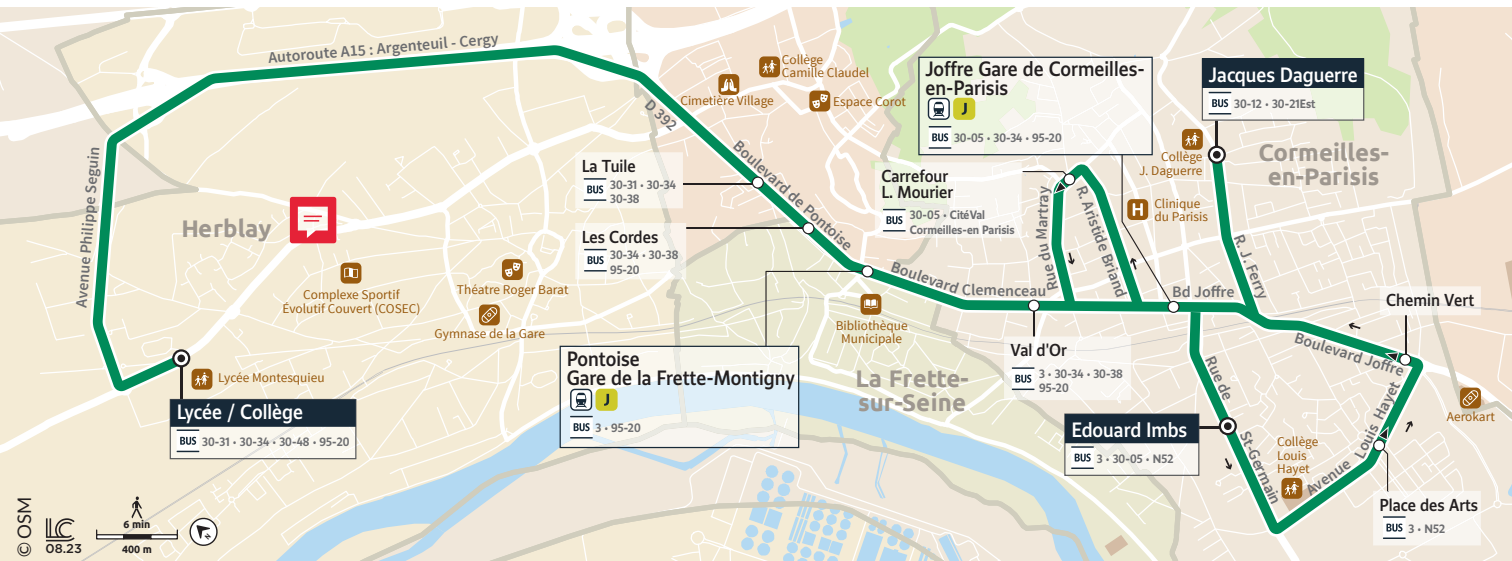 Autoroute A15 : Argenteuil - Cergy
D 392
Avenue Philippe Seguin
Herblay
Complexe Sportif
Évolutif Couvert (COSEC)
Théatre Roger Barat
Gymnase de la Gare
Lycée Montesquieu
Lycée / Collège
BUS 30-31 • 30-34 • 30-48 • 95-20
Cimetière Village
Collège
Camille Claudel
Espace Corot
Boulevard de Pontoise
La Tuile
BUS 30-31 • 30-34
30-38
Les Cordes
BUS 30-34 • 30-38
95-20
Pontoise
Gare de la Frette-Montigny
J
BUS 3 • 95-20
Bibliothèque
Municipale
La Frette-
sur-Seine
Boulevard Clemenceau
Carrefour
L. Mourier
BUS 30-05 • CitéVal
Cormeilles-en Parisis
Rue du Martray
R. Aristide Briand
Joffre Gare de Cormeilles-
en-Parisis
J
BUS 30-05 • 30-34 • 95-20
Val d'Or
BUS 3 • 30-34 • 30-38
95-20
Bd Joffre
Jacques Daguerre
BUS 30-12 • 30-21Est
Collège
J. Daguerre
H Clinique
du Parisis
Cormeilles-
en-Parisis
R. J. Ferry
Chemin Vert
Boulevard Joffre
Rue de
St-Germain
Edouard Imbs
BUS 3 • 30-05 • N52
Collège
Louis
Hayet
Avenue Louis Hayet
Aerokart
Place des Arts
BUS 3 • N52
© OSM
LC
08.23
6 min
400 m